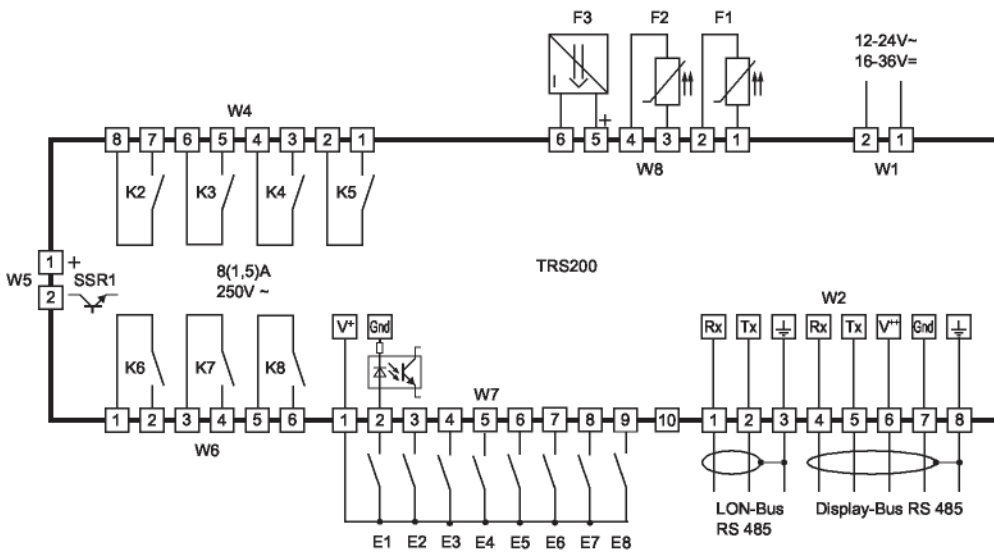 F3 F2 F1
12-24V~
16-36V=
I
+
W4
8 7 6 5 4 3 2 1
6 5 4 3 2 1
2 1
W8
W1
K2 K3 K4 K5
1 +
W5
2
SSR1
8(1,5)A
250V ~
TRS200
W2
V+ Gnd
Rx Tx Rx Tx V++ Gnd
K6 K7 K8
W7
1 2 3 4 5 6
1 2 3 4 5 6 7 8 9 10
1 2 3 4 5 6 7 8
W6
LON-Bus
RS 485
Display-Bus RS 485
E1 E2 E3 E4 E5 E6 E7 E8